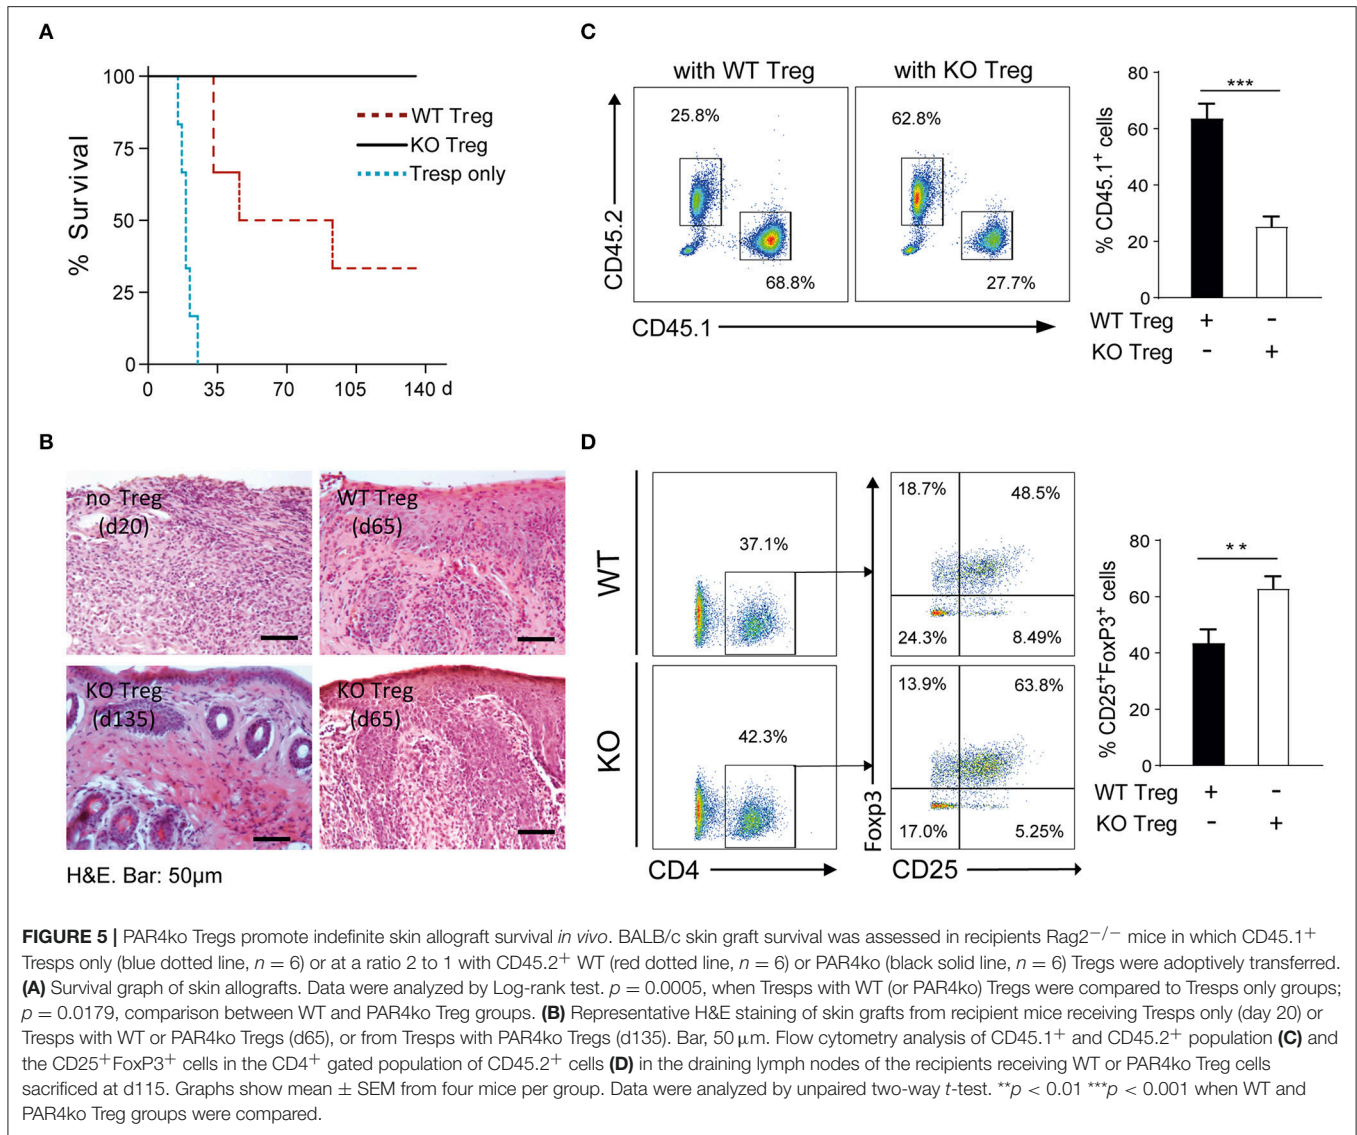 A
% Survival
100
75
50
25
0
0 35 70 105 140 d
WT Treg
KO Treg
Tresp only
B
no Treg
(d20)
WT Treg
(d65)
KO Treg
(d135)
KO Treg
(d65)
H&E. Bar: 50µm
C
with WT Treg
with KO Treg
25.8%
68.8%
62.8%
27.7%
CD45.2
CD45.1
% CD45.1+ cells
80
60
40
20
0
***
WT Treg + -
KO Treg - +
D
WT
KO
37.1%
42.3%
CD4
18.7% 48.5%
24.3% 8.49%
13.9% 63.8%
17.0% 5.25%
Foxp3
CD25
% CD25+FoxP3+ cells
80
60
40
20
0
**
WT Treg + -
KO Treg - +
FIGURE 5 | PAR4ko Tregs promote indefinite skin allograft survival in vivo. BALB/c skin graft survival was assessed in recipients Rag2−/− mice in which CD45.1+
Tresps only (blue dotted line, n = 6) or at a ratio 2 to 1 with CD45.2+ WT (red dotted line, n = 6) or PAR4ko (black solid line, n = 6) Tregs were adoptively transferred.
(A) Survival graph of skin allografts. Data were analyzed by Log-rank test. p = 0.0005, when Tresps with WT (or PAR4ko) Tregs were compared to Tresps only groups;
p = 0.0179, comparison between WT and PAR4ko Treg groups. (B) Representative H&E staining of skin grafts from recipient mice receiving Tresps only (day 20) or
Tresps with WT or PAR4ko Tregs (d65), or from Tresps with PAR4ko Tregs (d135). Bar, 50 µm. Flow cytometry analysis of CD45.1+ and CD45.2+ population (C) and
the CD25+FoxP3+ cells in the CD4+ gated population of CD45.2+ cells (D) in the draining lymph nodes of the recipients receiving WT or PAR4ko Treg cells
sacrificed at d115. Graphs show mean ± SEM from four mice per group. Data were analyzed by unpaired two-way t-test. **p < 0.01 ***p < 0.001 when WT and
PAR4ko Treg groups were compared.